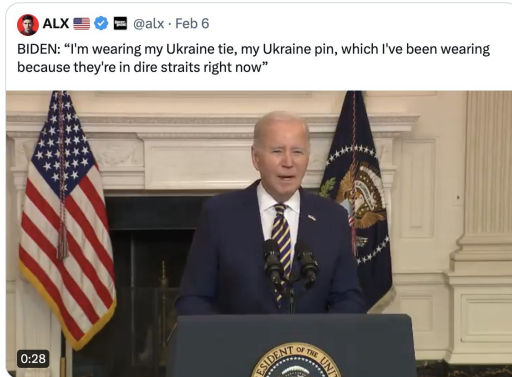 ALX @alx · Feb 6
BIDEN: “I'm wearing my Ukraine tie, my Ukraine pin, which I've been wearing
because they're in dire straits right now”
0:28
ESIDENT OF THE UNIT